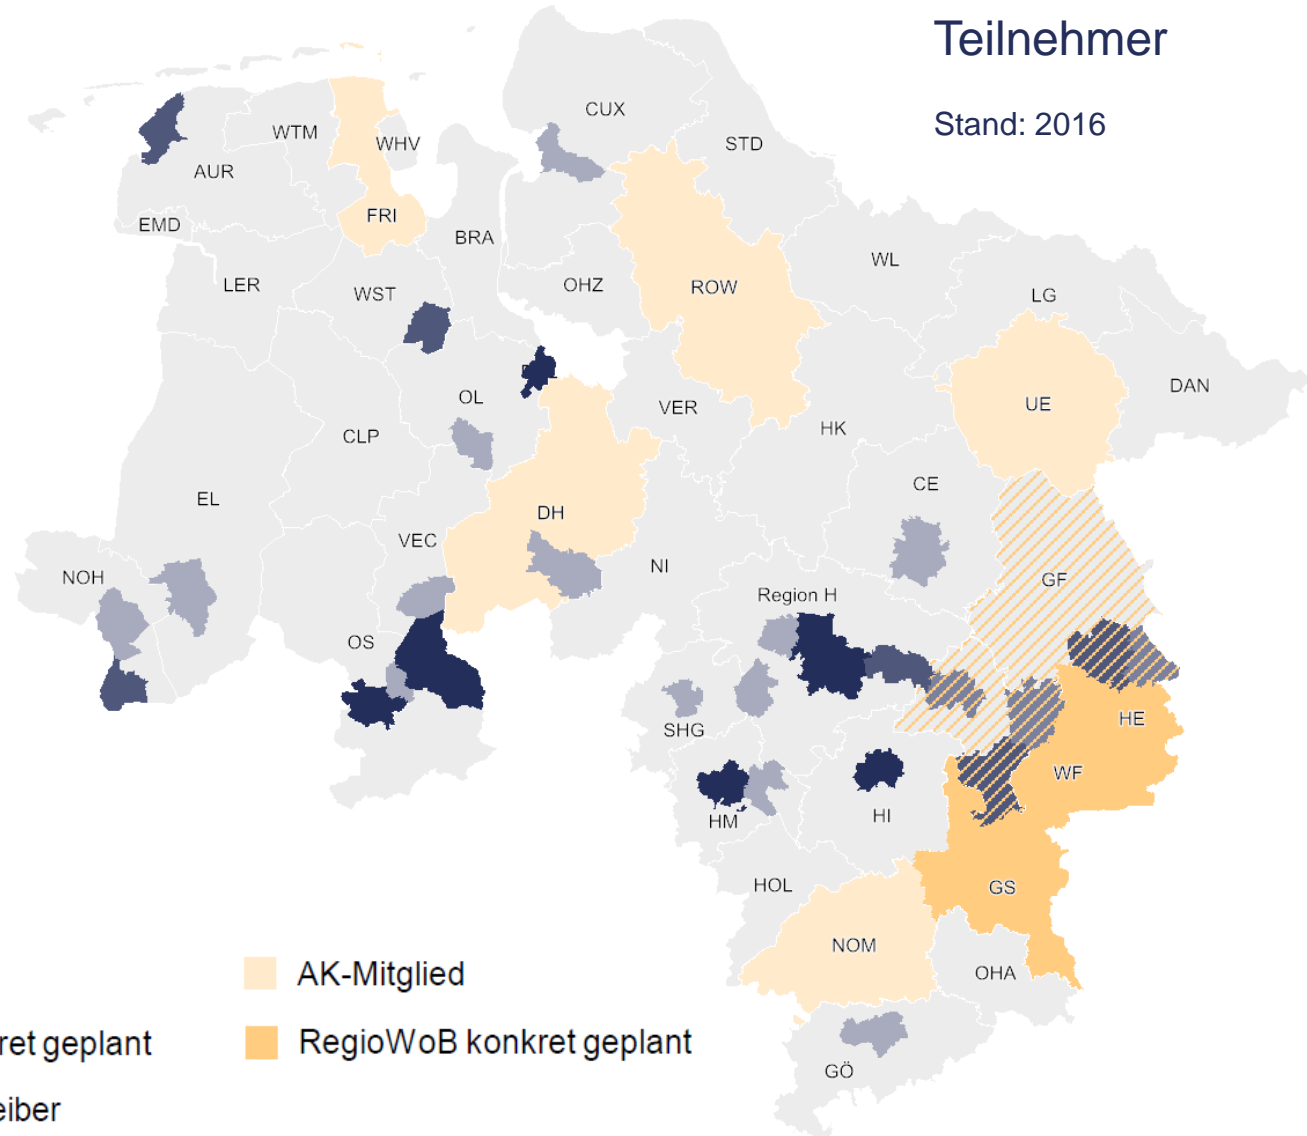 Teilnehmer
Stand: 2016
CUX
STD
WTM
WHV
AUR
FRI
EMD
BRA
WL
LER
WST
OHZ
ROW
LG
DAN
OL
VER
UE
CLP
HK
CE
EL
DH
VEC
NI
NOH
GF
Region H
OS
HE
SHG
WF
HM
HI
HOL
GS
NOM
OHA
AK-Mitglied
ret geplant
RegioWoB konkret geplant
GÖ
eiber